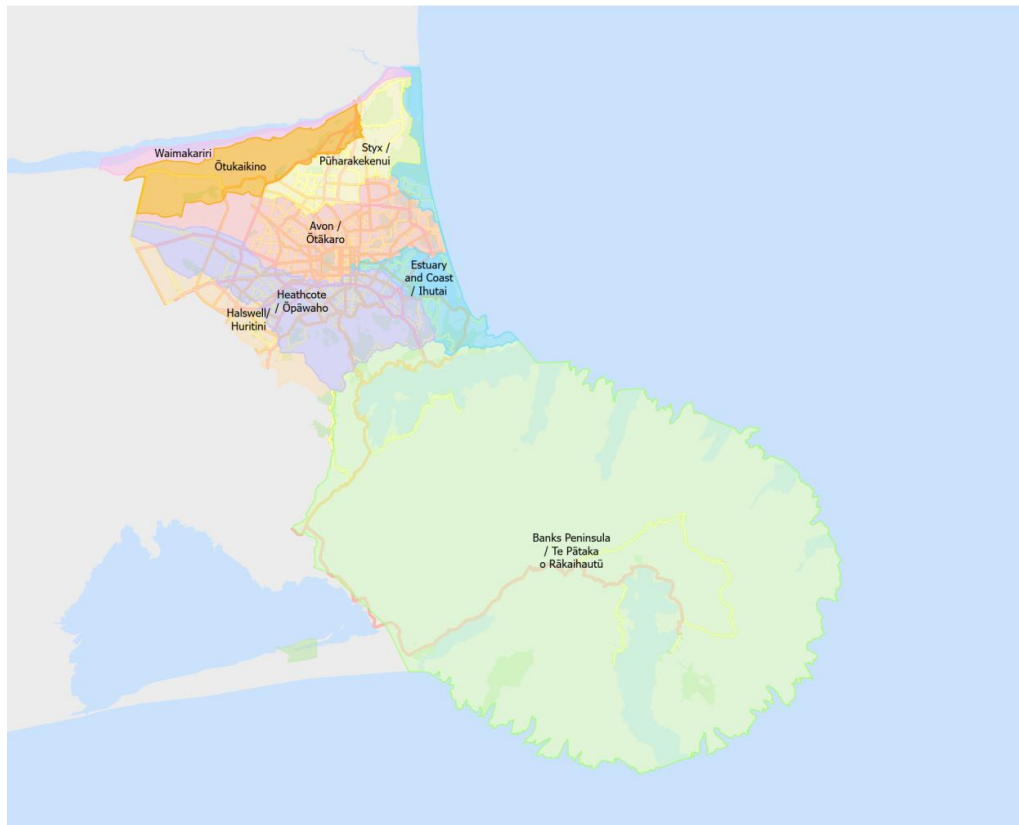 Waimakariri
Ōtukaikino
Styx /
Pūharakekenui
Avon /
Ōtākaro
Estuary
and Coast
/ Ihutai
Heathcote
/ Ōpāwaho
Halswell/
Huritini
Banks Peninsula
/ Te Pātaka
o Rākaihautū